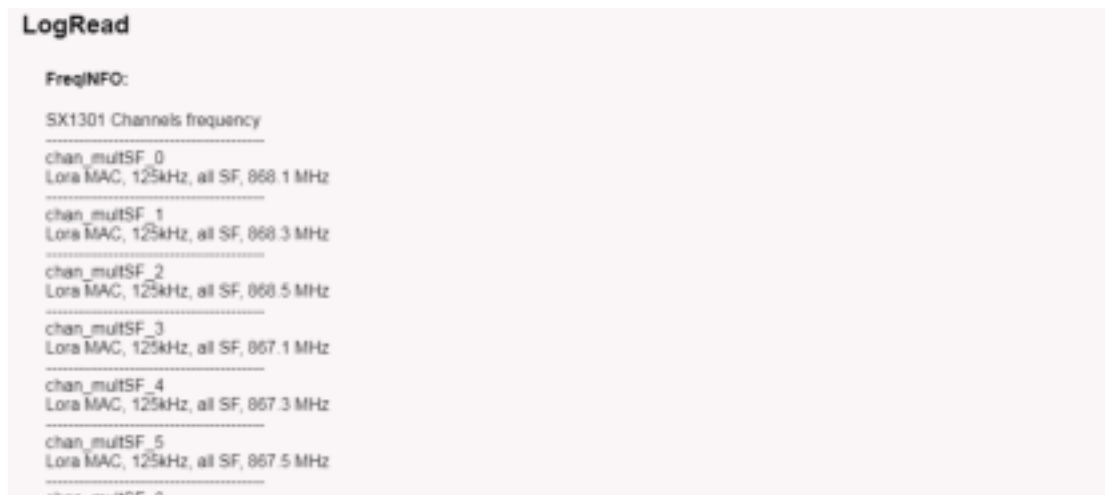 LogRead
FreqINFO:
SX1301 Channels frequency
----------------------------------------
chan_multSF_0
Lora MAC, 125kHz, all SF, 868.1 MHz
----------------------------------------
chan_multSF_1
Lora MAC, 125kHz, all SF, 868.3 MHz
----------------------------------------
chan_multSF_2
Lora MAC, 125kHz, all SF, 868.5 MHz
----------------------------------------
chan_multSF_3
Lora MAC, 125kHz, all SF, 867.1 MHz
----------------------------------------
chan_multSF_4
Lora MAC, 125kHz, all SF, 867.3 MHz
----------------------------------------
chan_multSF_5
Lora MAC, 125kHz, all SF, 867.5 MHz
----------------------------------------